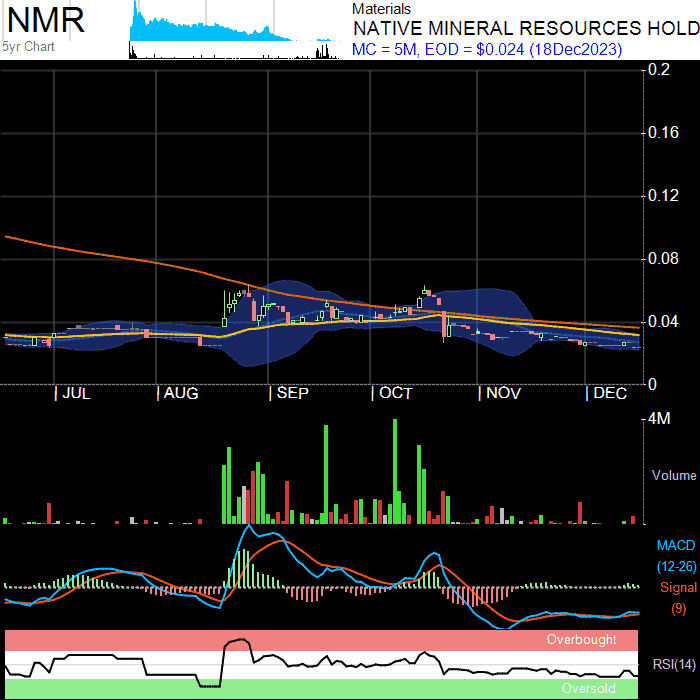 NMR
5yr Chart
Materials
NATIVE MINERAL RESOURCES HOLD
MC = 5M, EOD = $0.024 (18Dec2023)
0.2
0.16
0.12
0.08
0.04
0
JUL
AUG
SEP
OCT
NOV
DEC
4M
Volume
MACD
(12-26)
Signal
(9)
Overbought
RSI(14)
Oversold